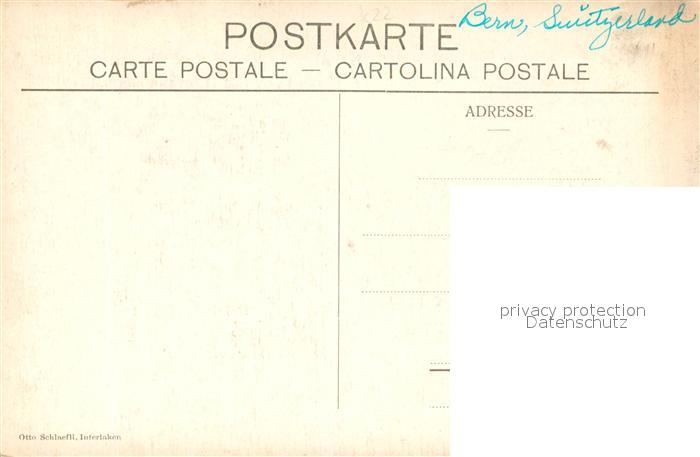 Bern, Switzerland
POSTKARTE
CARTE POSTALE — CARTOLINA POSTALE
ADRESSE
privacy protection
Datenschutz
Otto Schlaefli, Interlaken